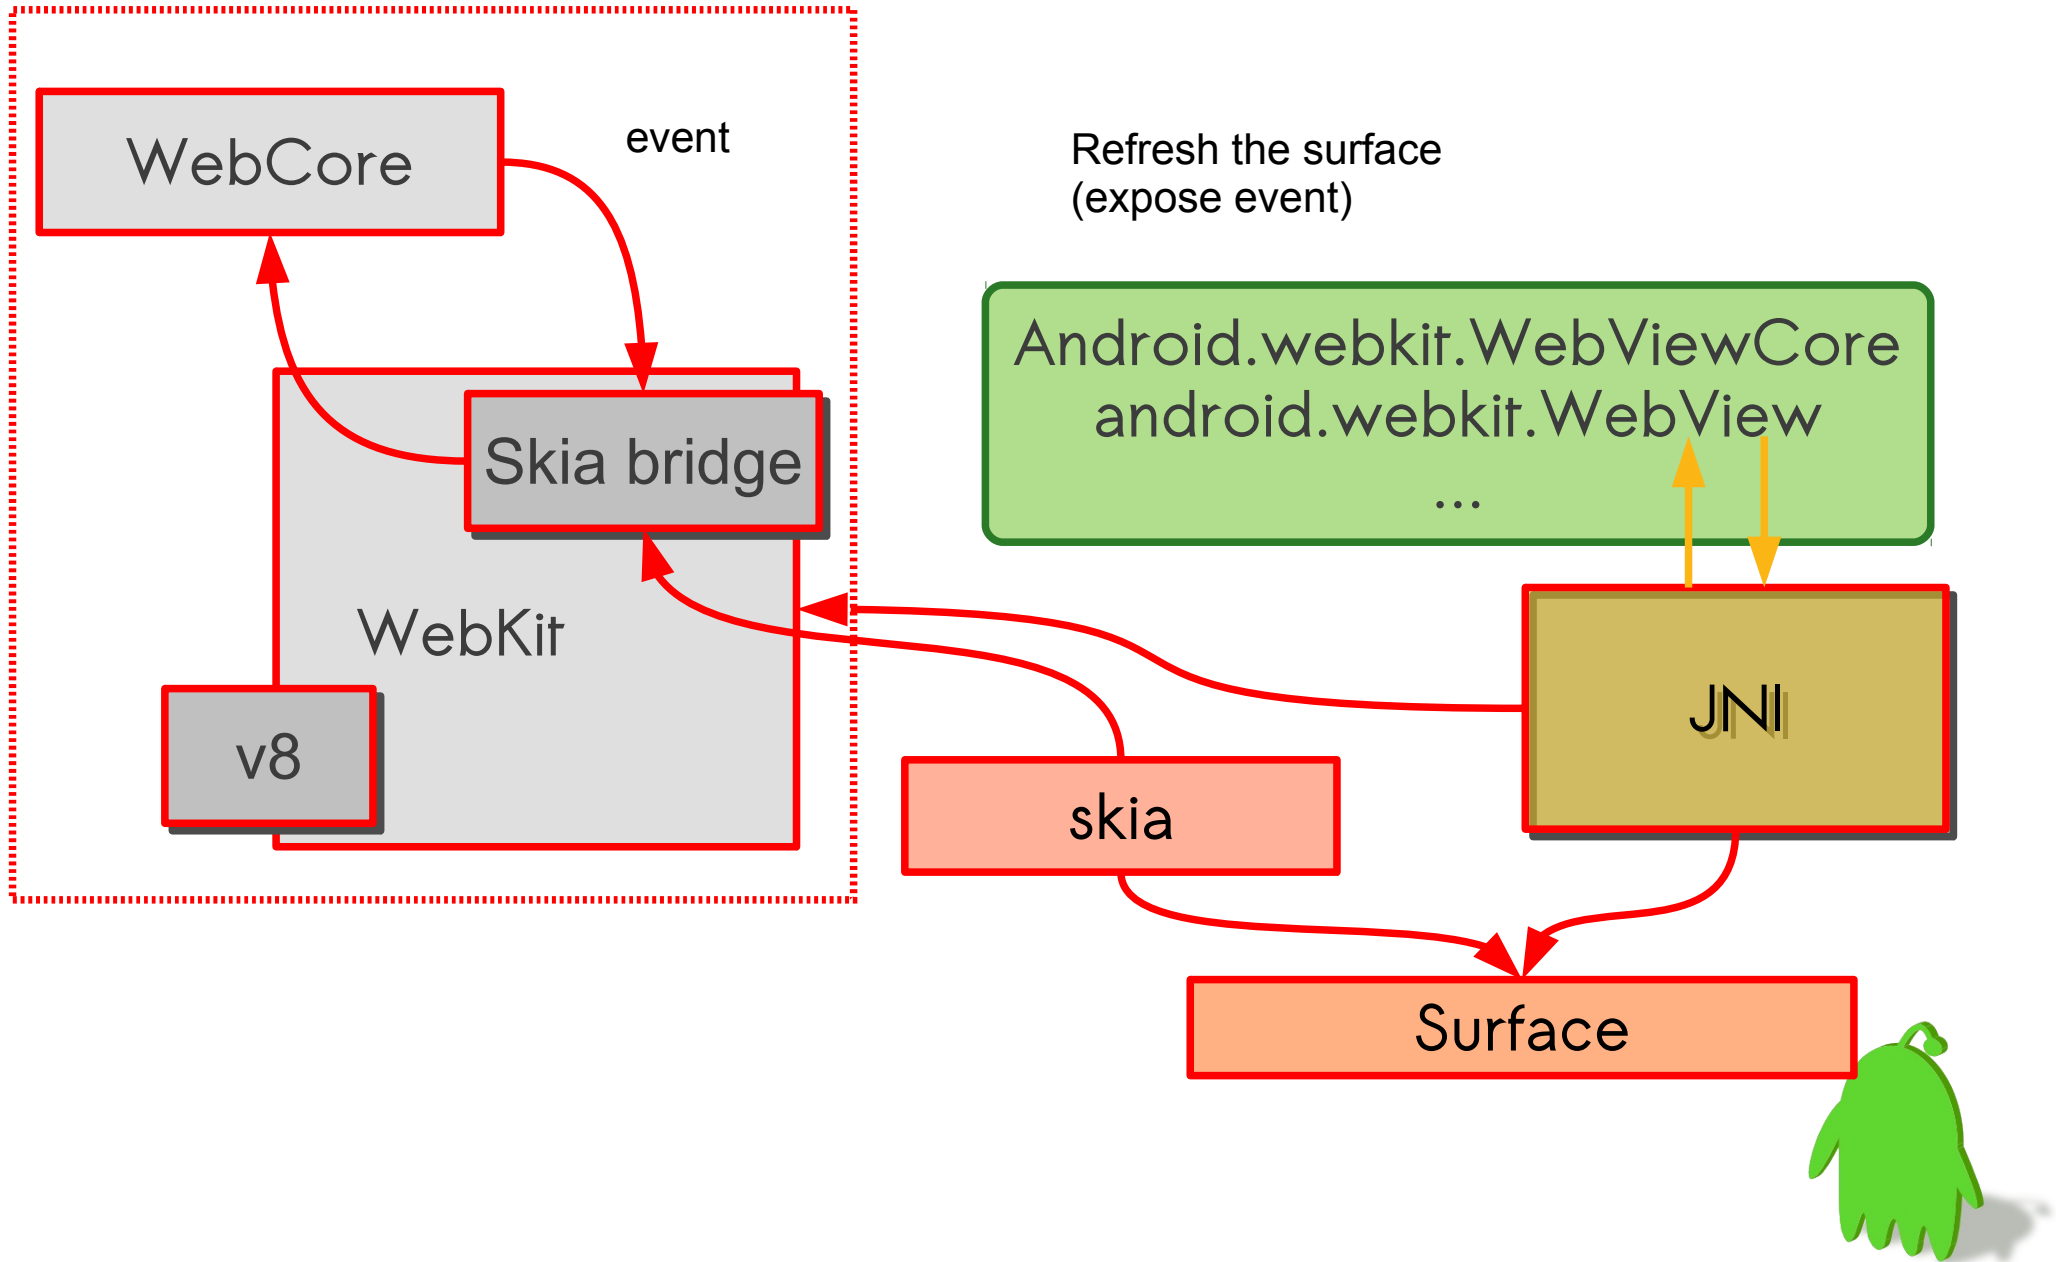 WebCore
event
Refresh the surface
(expose event)
Android.webkit.WebViewCore
android.webkit.WebView
...
Skia bridge
WebKit
v8
JNI
skia
Surface